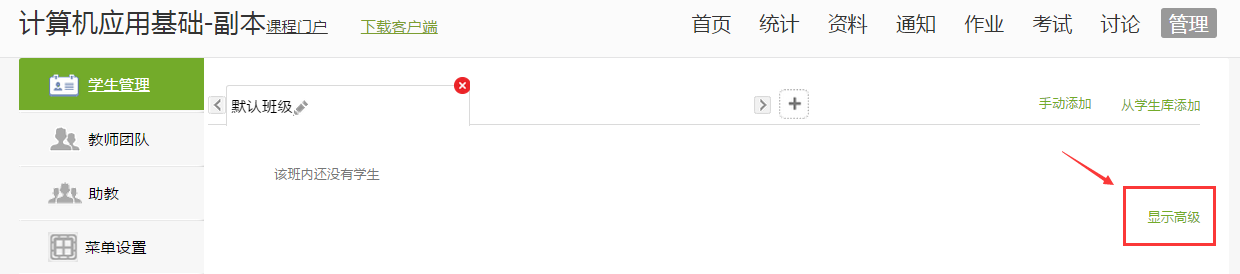 计算机应用基础-副本课程门户 下载客户端 首页 统计 资料 通知 作业 考试 讨论 管理
学生管理
默认班级 手动添加 从学生库添加
教师团队
该班内还没有学生
助教
显示高级
菜单设置